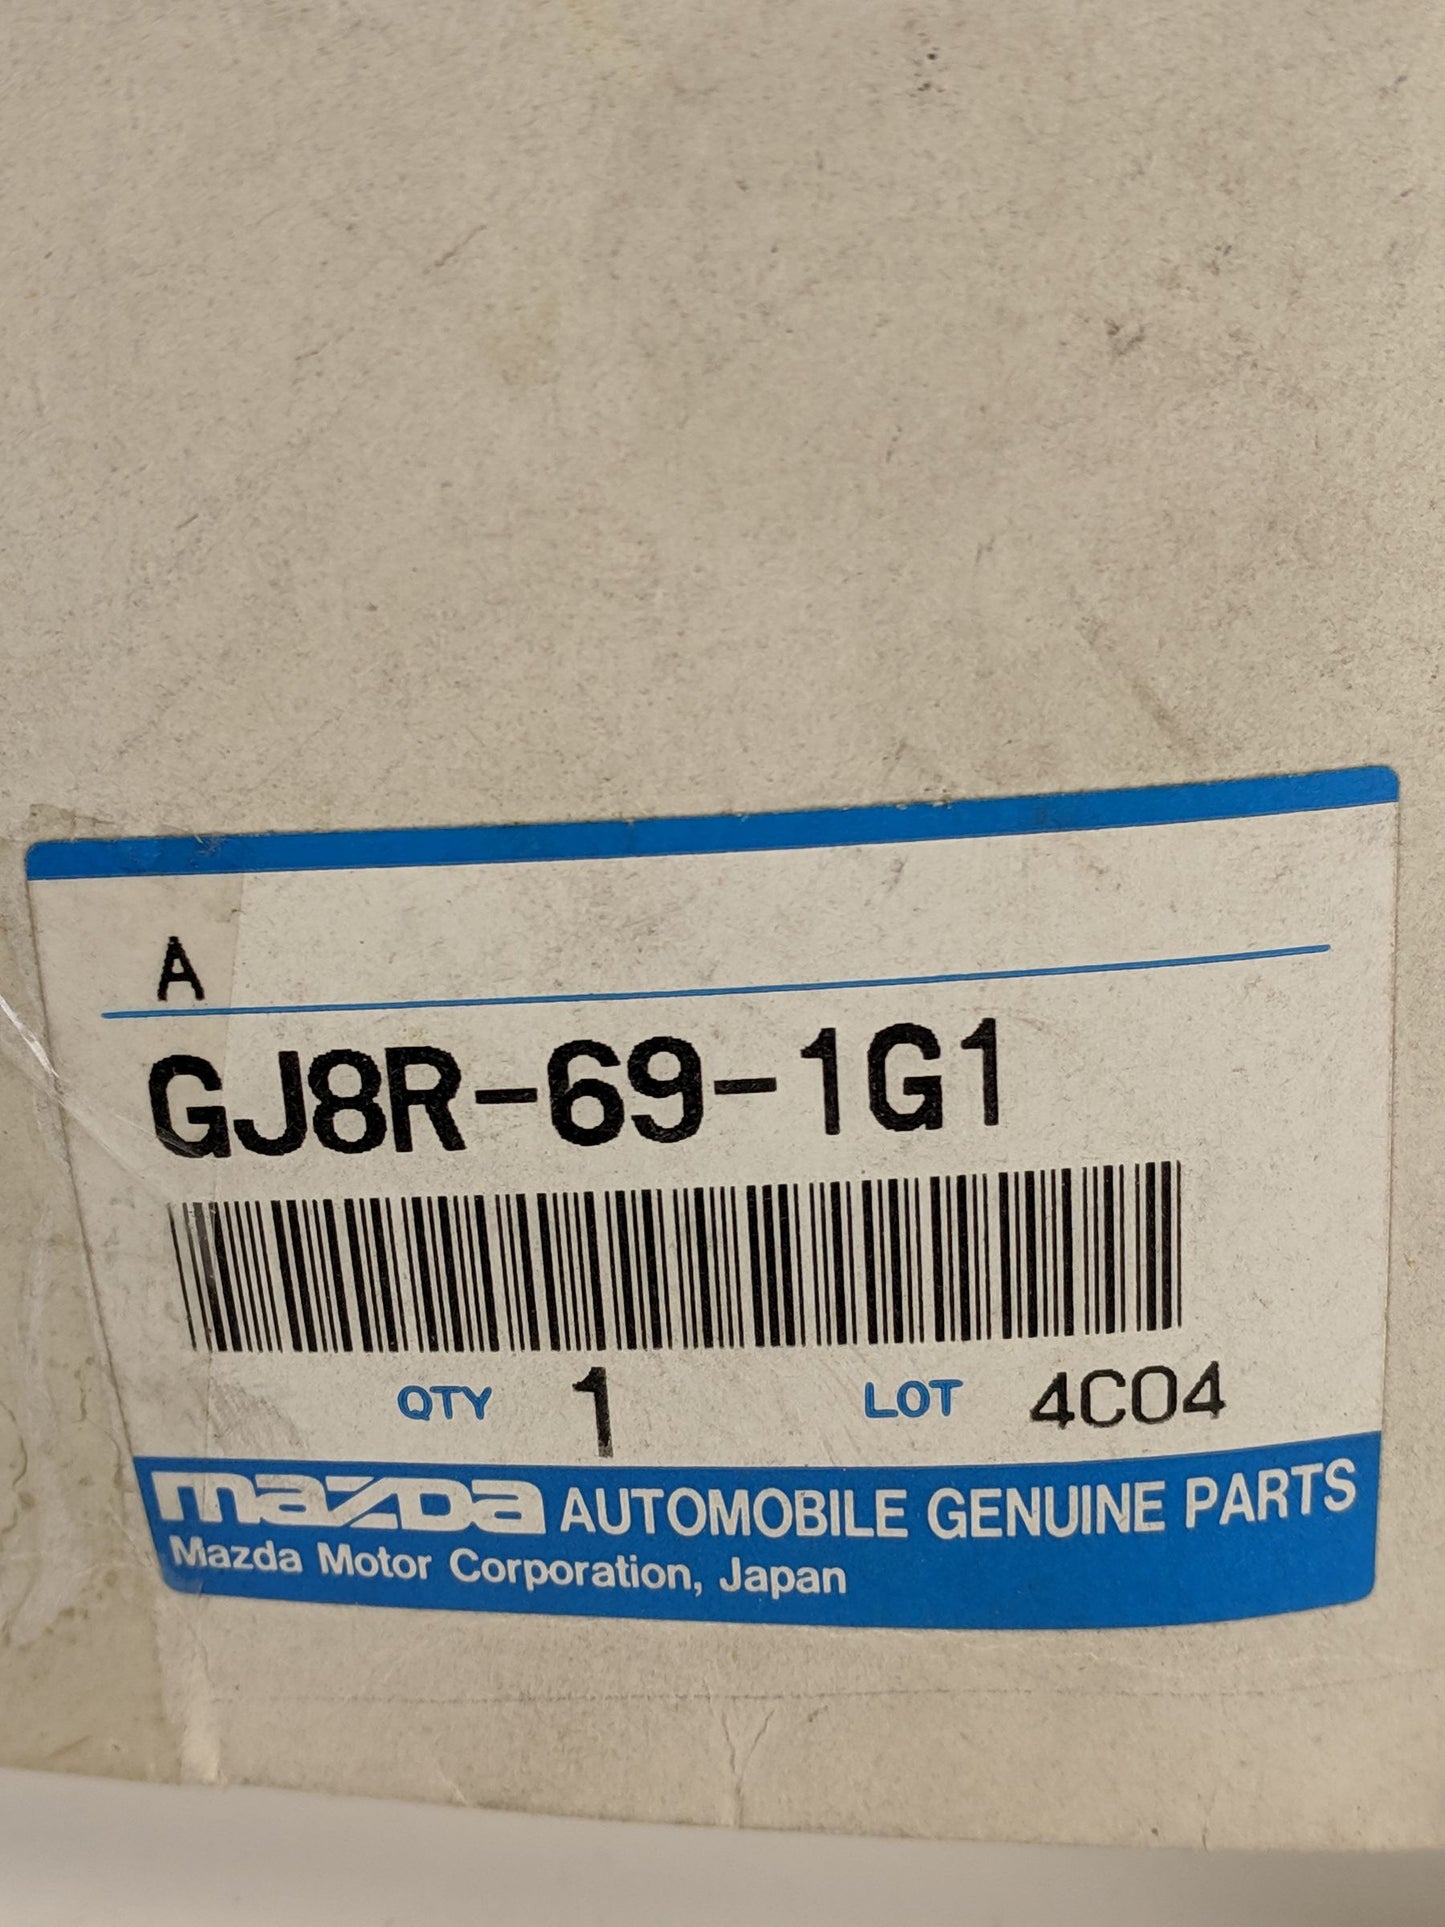 A
GJ8R-69-1G1
QTY 1 LOT 4C04
mazda AUTOMOBILE GENUINE PARTS
Mazda Motor Corporation, Japan